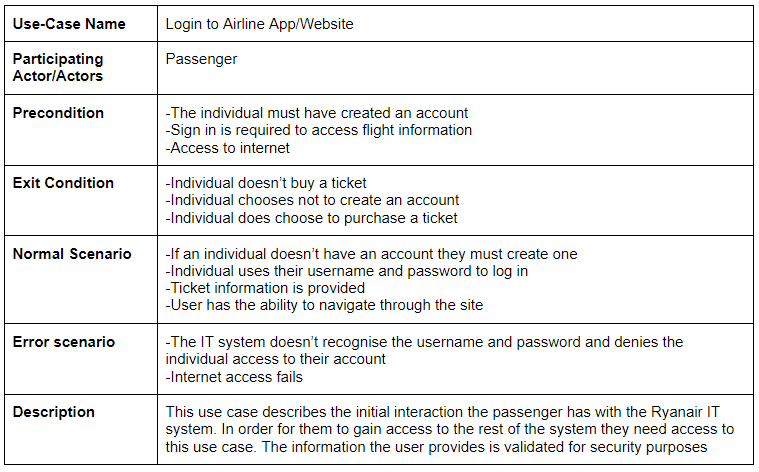 Use-Case Name
Login to Airline App/Website
Participating
Actor/Actors
Passenger
Precondition
-The individual must have created an account
-Sign in is required to access flight information
-Access to internet
Exit Condition
-Individual doesn’t buy a ticket
-Individual chooses not to create an account
-Individual does choose to purchase a ticket
Normal Scenario
-If an individual doesn’t have an account they must create one
-Individual uses their username and password to log in
-Ticket information is provided
-User has the ability to navigate through the site
Error scenario
-The IT system doesn’t recognise the username and password and denies the
individual access to their account
-Internet access fails
Description
This use case describes the initial interaction the passenger has with the Ryanair IT
system. In order for them to gain access to the rest of the system they need access to
this use case. The information the user provides is validated for security purposes